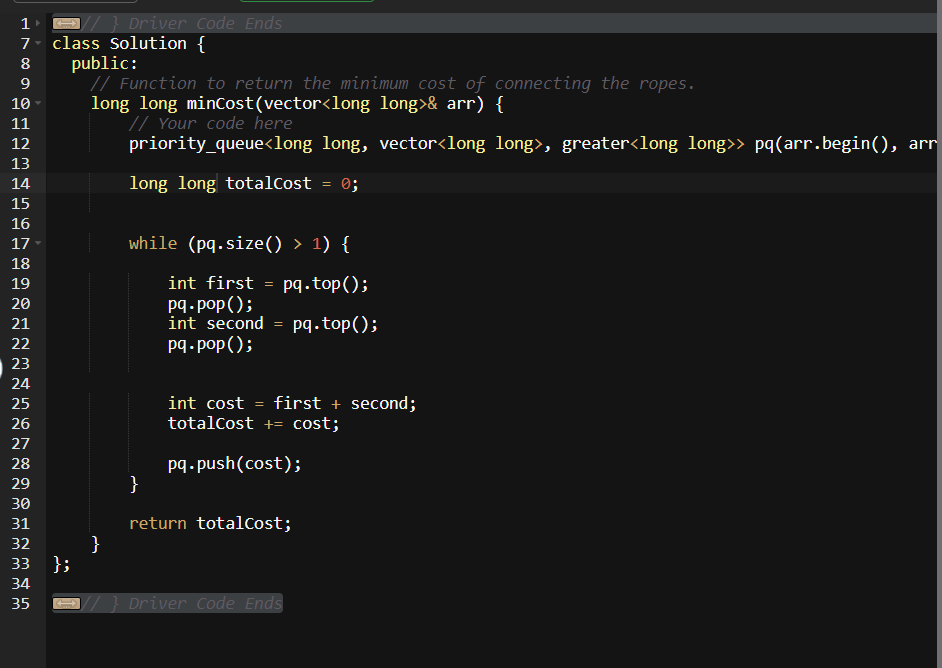 1 // } Driver Code Ends
7 class Solution {
8 public:
9 // Function to return the minimum cost of connecting the ropes.
10 long long minCost(vector<long long>& arr) {
11 // Your code here
12 priority_queue<long long, vector<long long>, greater<long long>> pq(arr.begin(), arr
13
14 long long totalCost = 0;
15
16
17 while (pq.size() > 1) {
18
19 int first = pq.top();
20 pq.pop();
21 int second = pq.top();
22 pq.pop();
23
24
25 int cost = first + second;
26 totalCost += cost;
27
28 pq.push(cost);
29 }
30
31 return totalCost;
32 }
33 };
34
35 // } Driver Code Ends